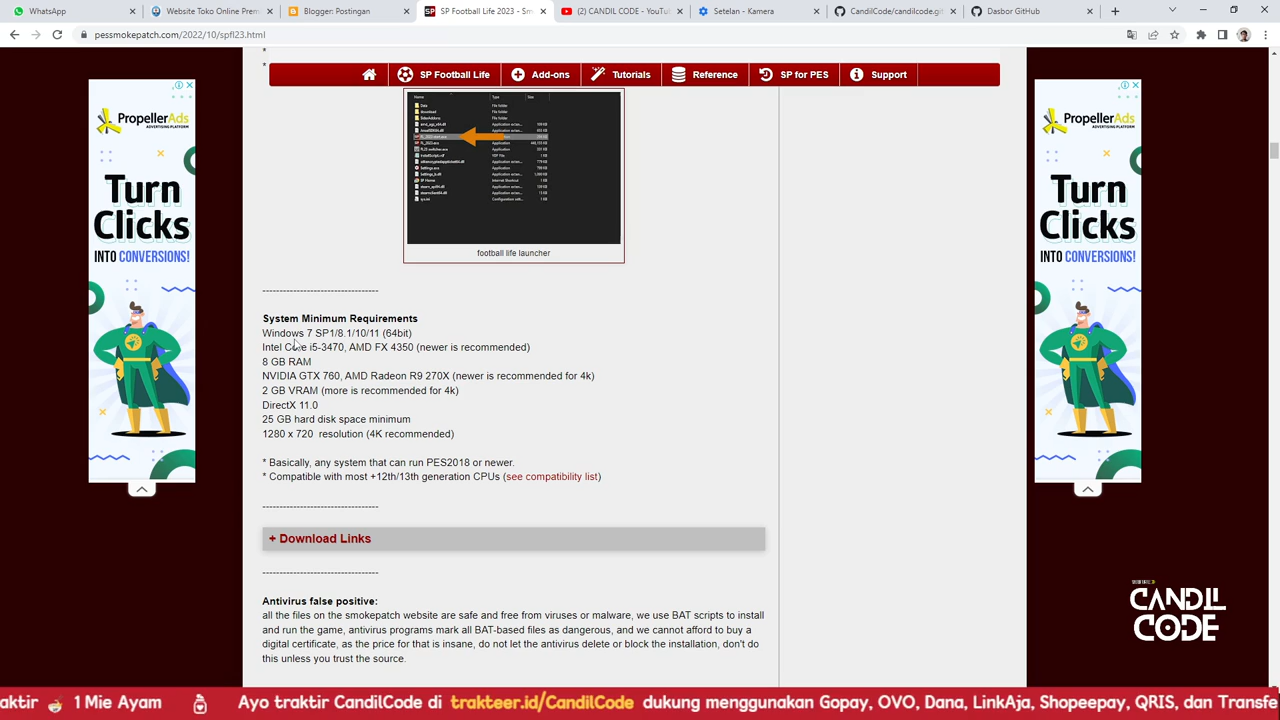 WhatsApp
Website Toko Online Prem
Blogger: Postingan
SP Football Life 2023 - Sm
CANDIL CODE - YouTu
Setelan - Kamera
CandilCode/candilcode.git
Dasbor GitHub
pessmokepatch.com/2022/10/spfl23.html
*
*
SP Football Life
Add-ons
Tutorials
Reference
SP for PES
Support
PropellerAds
ADVERTISING PLATFORM
Turn
Clicks
INTO CONVERSIONS!
PropellerAds
ADVERTISING PLATFORM
Turn
Clicks
INTO CONVERSIONS!
football life launcher
----------------------------------
System Minimum Requirements
Windows 7 SP1/8.1/10/11 (64bit)
Intel Core i5-3470, AMD FX 4350 (newer is recommended)
8 GB RAM
NVIDIA GTX 760, AMD Radeon R9 270X (newer is recommended for 4k)
2 GB VRAM (more is recommended for 4k)
DirectX 11.0
25 GB hard disk space minimum
1280 x 720  resolution (4K recommended)
* Basically, any system that can run PES2018 or newer.
* Compatible with most +12th/13th generation CPUs (see compatibility list)
----------------------------------
+ Download Links
----------------------------------
Antivirus false positive:
all the files on the smokepatch website are safe and free from viruses or malware, we use BAT scripts to install
and run the game, antivirus programs mark all BAT-based files as dangerous, and we cannot afford to buy a
digital certificate, as the price for that is insane, do not let the antivirus delete or block the installation, don't do
this unless you trust the source.
CANDIL
CODE
aktir 1 Mie Ayam Ayo traktir CandilCode di trakteer.id/CandilCode dukung menggunakan Gopay, OVO, Dana, LinkAja, Shopeepay, QRIS, dan Transfe